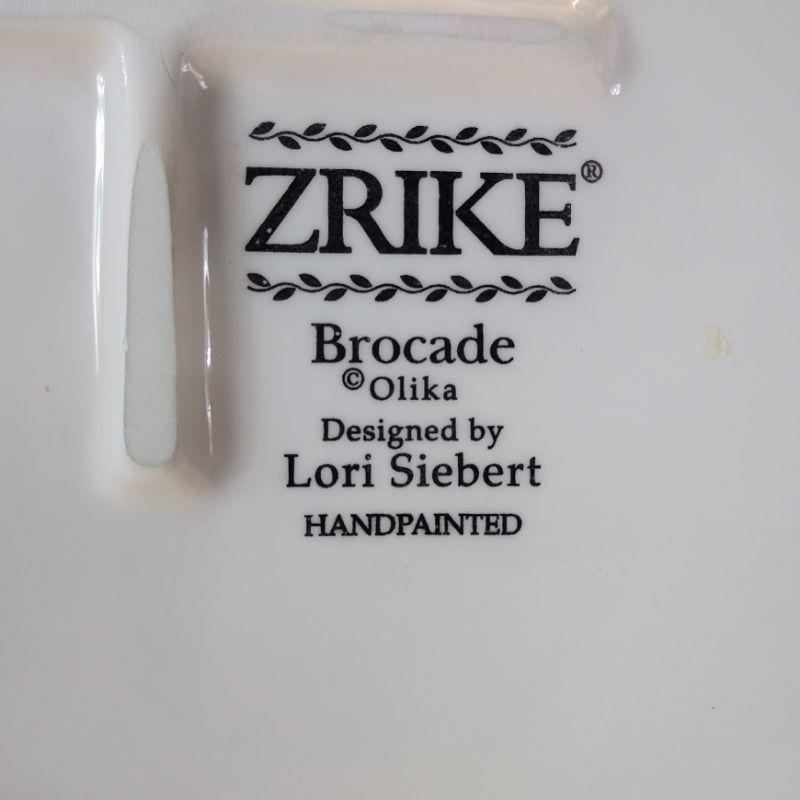 ZRIKE®
Brocade
© Olika
Designed by
Lori Siebert
HANDPAINTED